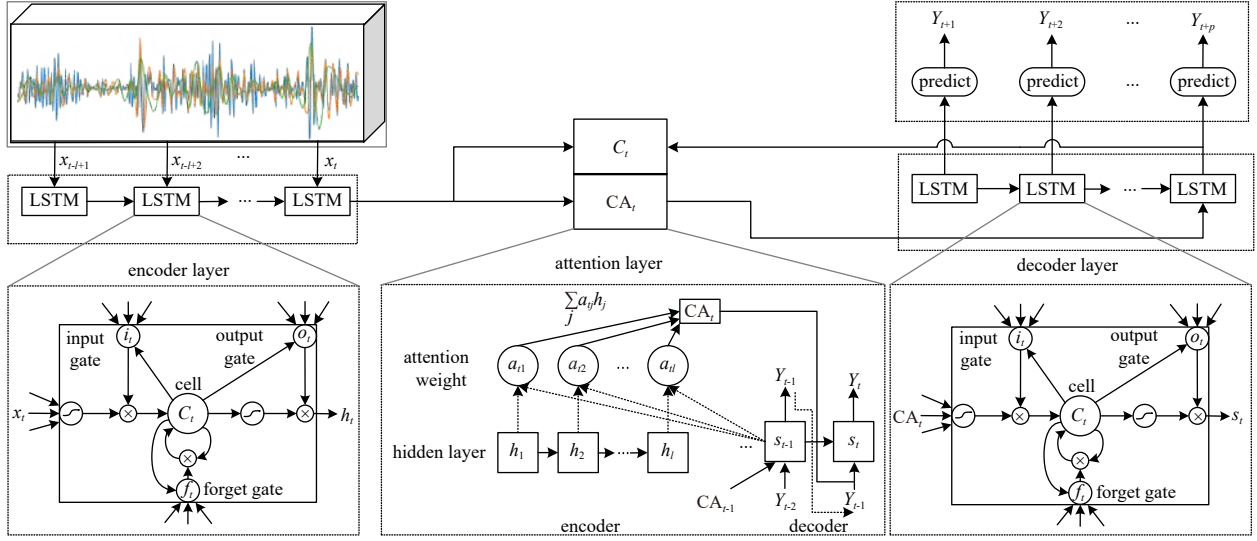 Y_{t+1} Y_{t+2} ... Y_{t+p}
predict predict ... predict
x_{t-l+1} x_{t-l+2} ... x_t
C_t
LSTM LSTM ... LSTM
CA_t
LSTM LSTM ... LSTM
encoder layer
attention layer
decoder layer
input gate
output gate
i_t
o_t
cell
x_t
C_t
h_t
f_t
forget gate
∑_j a_{tj}h_j
CA_t
attention weight
a_{t1} a_{t2} ... a_{tl}
Y_{t-1} Y_t
hidden layer
h_1 h_2 ... h_l
... s_{t-1} s_t
CA_{t-1} Y_{t-2} Y_{t-1}
encoder
decoder
input gate
output gate
i_t
o_t
cell
CA_t
C_t
s_t
f_t
forget gate